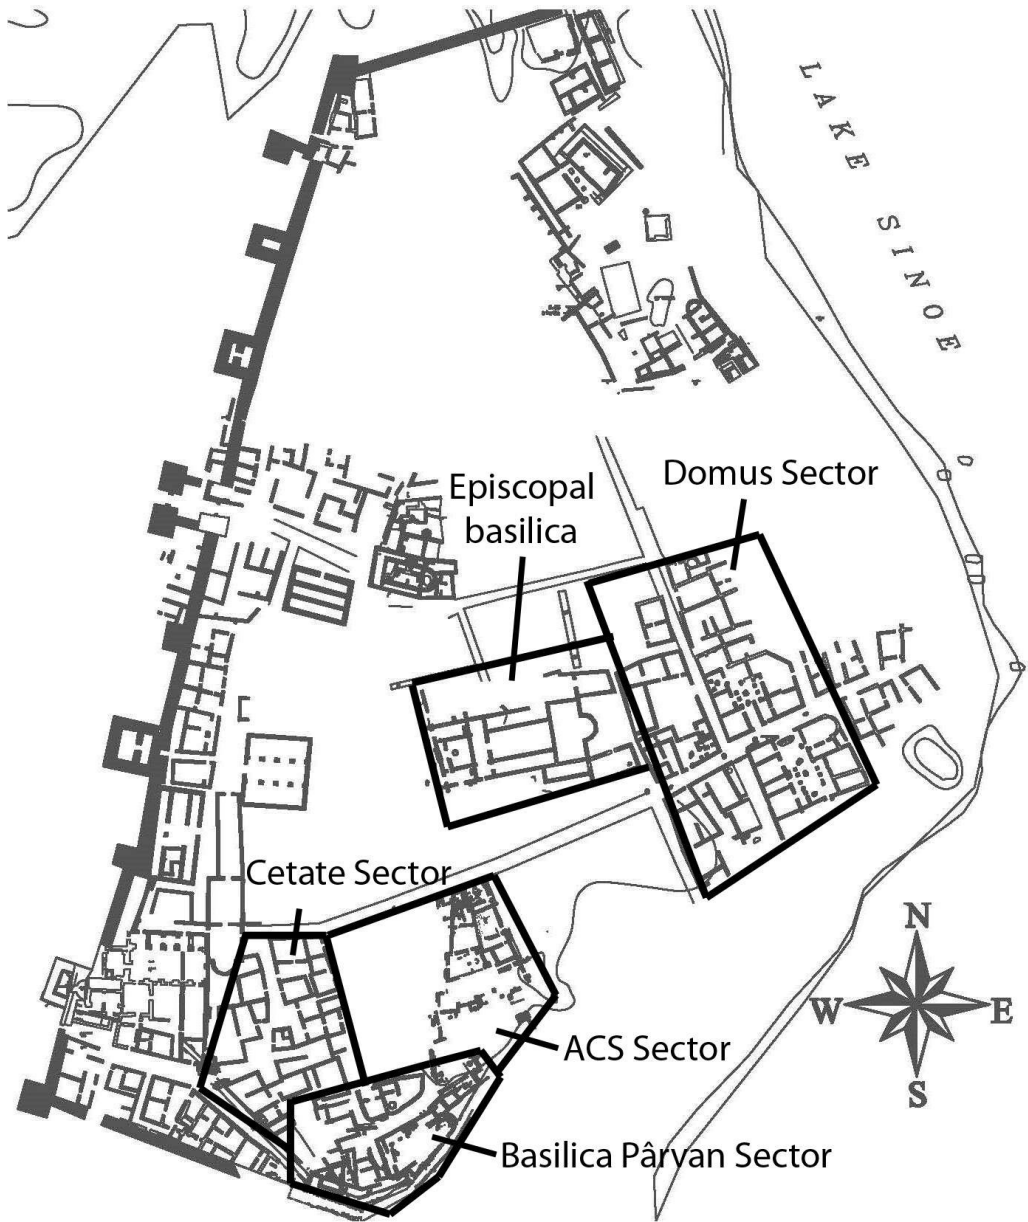 LAKE SINOE
Episcopal
basilica
Domus Sector
Cetate Sector
N
W
E
S
ACS Sector
Basilica Pârvan Sector